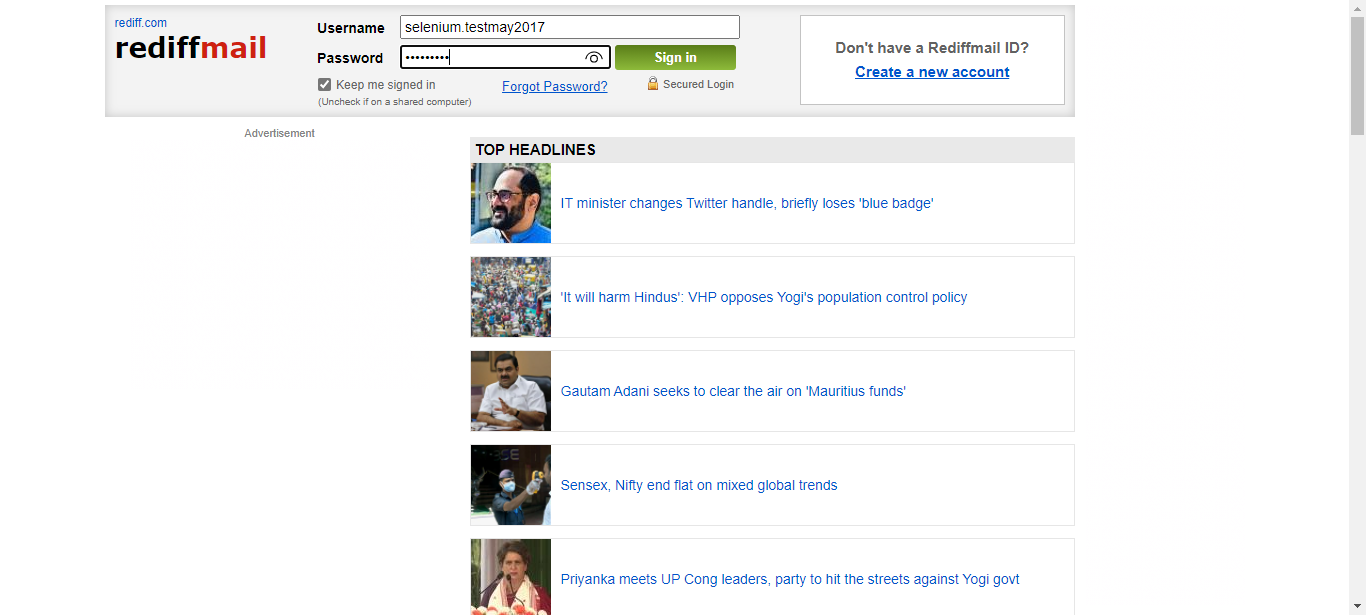 rediff.com
rediffmail
Username
selenium.testmay2017
Password
•••••••••
Sign in
Keep me signed in
(Uncheck if on a shared computer)
Forgot Password?
Secured Login
Don't have a Rediffmail ID?
Create a new account
Advertisement
TOP HEADLINES
IT minister changes Twitter handle, briefly loses 'blue badge'
'It will harm Hindus': VHP opposes Yogi's population control policy
Gautam Adani seeks to clear the air on 'Mauritius funds'
Sensex, Nifty end flat on mixed global trends
Priyanka meets UP Cong leaders, party to hit the streets against Yogi govt